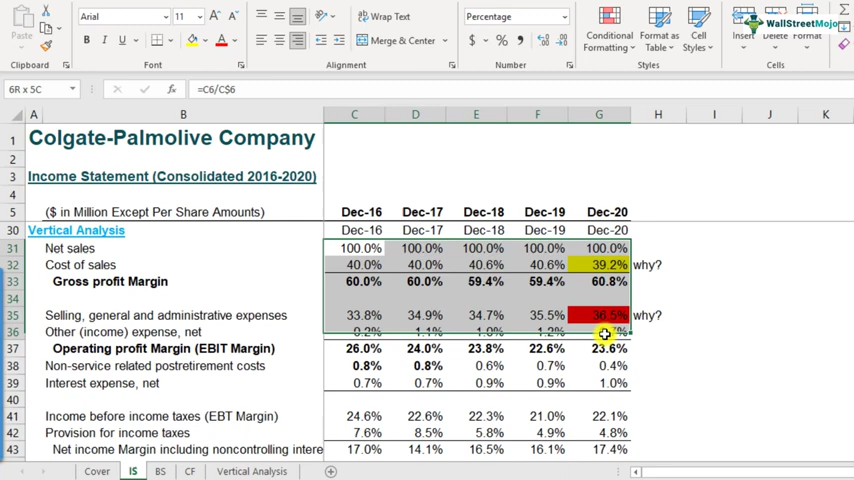 Arial 11 Wrap Text Percentage WallStreetMojo
Paste B I U A Merge & Center $ % Conditional Formatting Format as Table Cell Styles Insert Delete Format
Clipboard Font Alignment Number Styles Cells
6R x 5C fx =C6/C$6
A B C D E F G H I J K
1 Colgate-Palmolive Company
2
3 Income Statement (Consolidated 2016-2020)
4
5 ($ in Million Except Per Share Amounts) Dec-16 Dec-17 Dec-18 Dec-19 Dec-20
30 Vertical Analysis Dec-16 Dec-17 Dec-18 Dec-19 Dec-20
31 Net sales 100.0% 100.0% 100.0% 100.0% 100.0%
32 Cost of sales 40.0% 40.0% 40.6% 40.6% 39.2% why?
33 Gross profit Margin 60.0% 60.0% 59.4% 59.4% 60.8%
34
35 Selling, general and administrative expenses 33.8% 34.9% 34.7% 35.5% 36.5% why?
36 Other (income) expense, net 0.2% 1.1% 1.0% 1.2%
37 Operating profit Margin (EBIT Margin) 26.0% 24.0% 23.8% 22.6% 23.6%
38 Non-service related postretirement costs 0.8% 0.8% 0.6% 0.7% 0.4%
39 Interest expense, net 0.7% 0.7% 0.9% 0.9% 1.0%
40
41 Income before income taxes (EBT Margin) 24.6% 22.6% 22.3% 21.0% 22.1%
42 Provision for income taxes 7.6% 8.5% 5.8% 4.9% 4.8%
43 Net income Margin including noncontrolling intere 17.0% 14.1% 16.5% 16.1% 17.4%
Cover IS BS CF Vertical Analysis